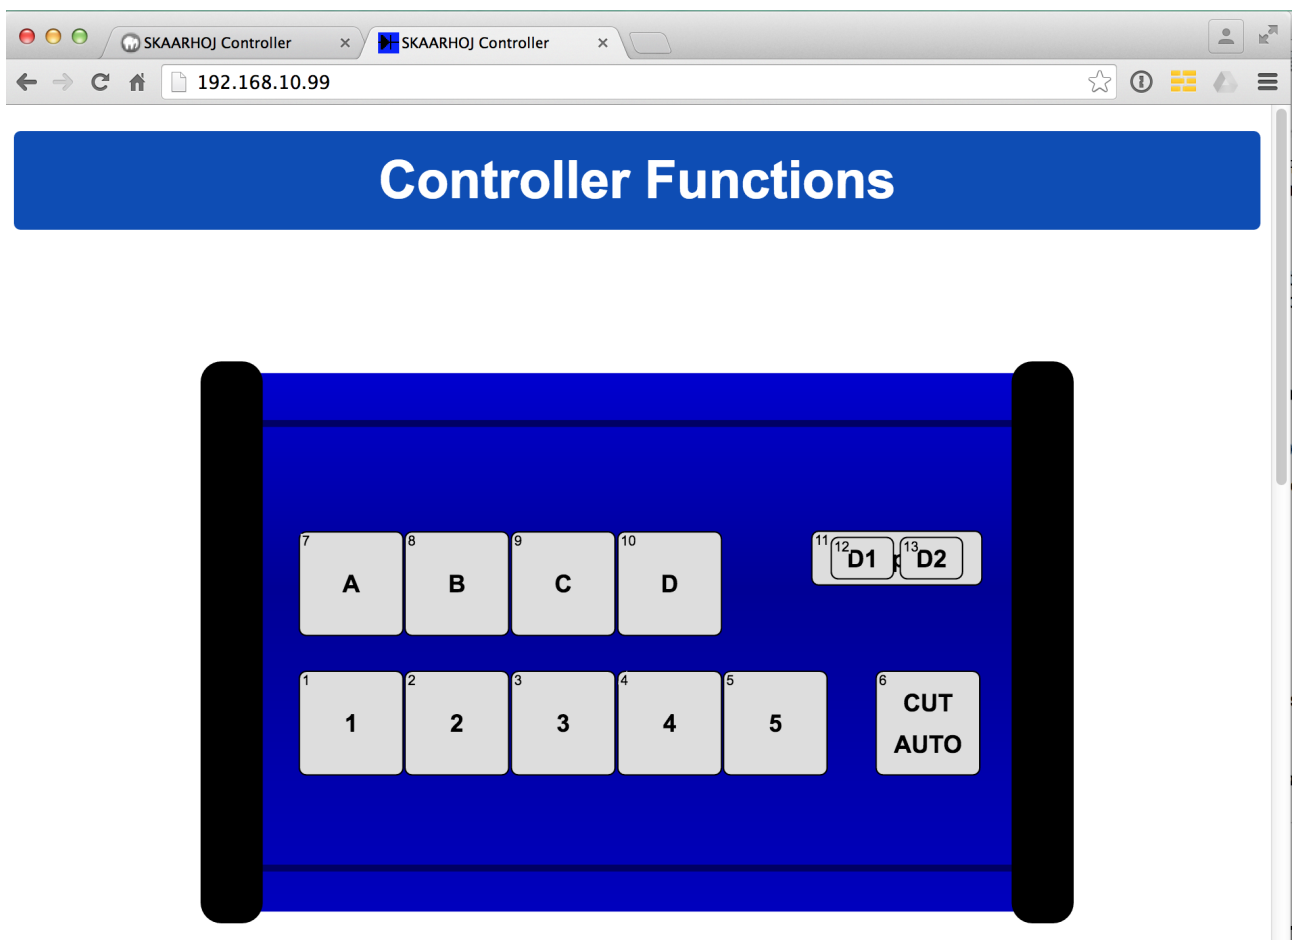 SKAARHOJ Controller
SKAARHOJ Controller
192.168.10.99
Controller Functions
7
A
8
B
9
C
10
D
11
12
D1
13
D2
1
1
2
2
3
3
4
4
5
5
6
CUT
AUTO